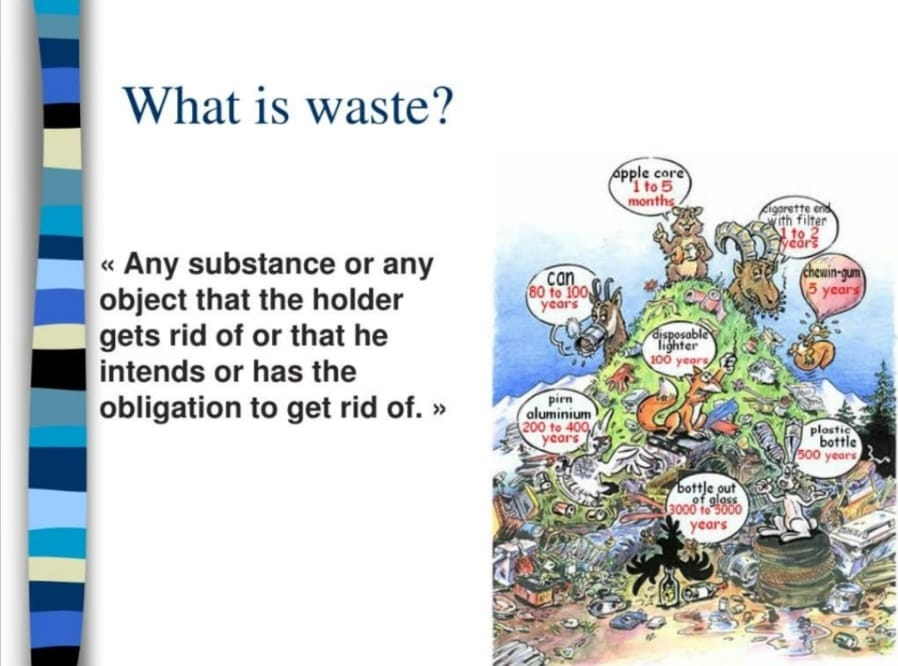 What is waste?
« Any substance or any
object that the holder
gets rid of or that he
intends or has the
obligation to get rid of. »
apple core
1 to 5
months
cigarette end
with filter
1 to 2
years
can
80 to 100
years
chewin-gum
5 years
disposable
lighter
100 years
pirn
aluminium
200 to 400
years
plastic
bottle
500 years
bottle out
of glass
3000 to 5000
years